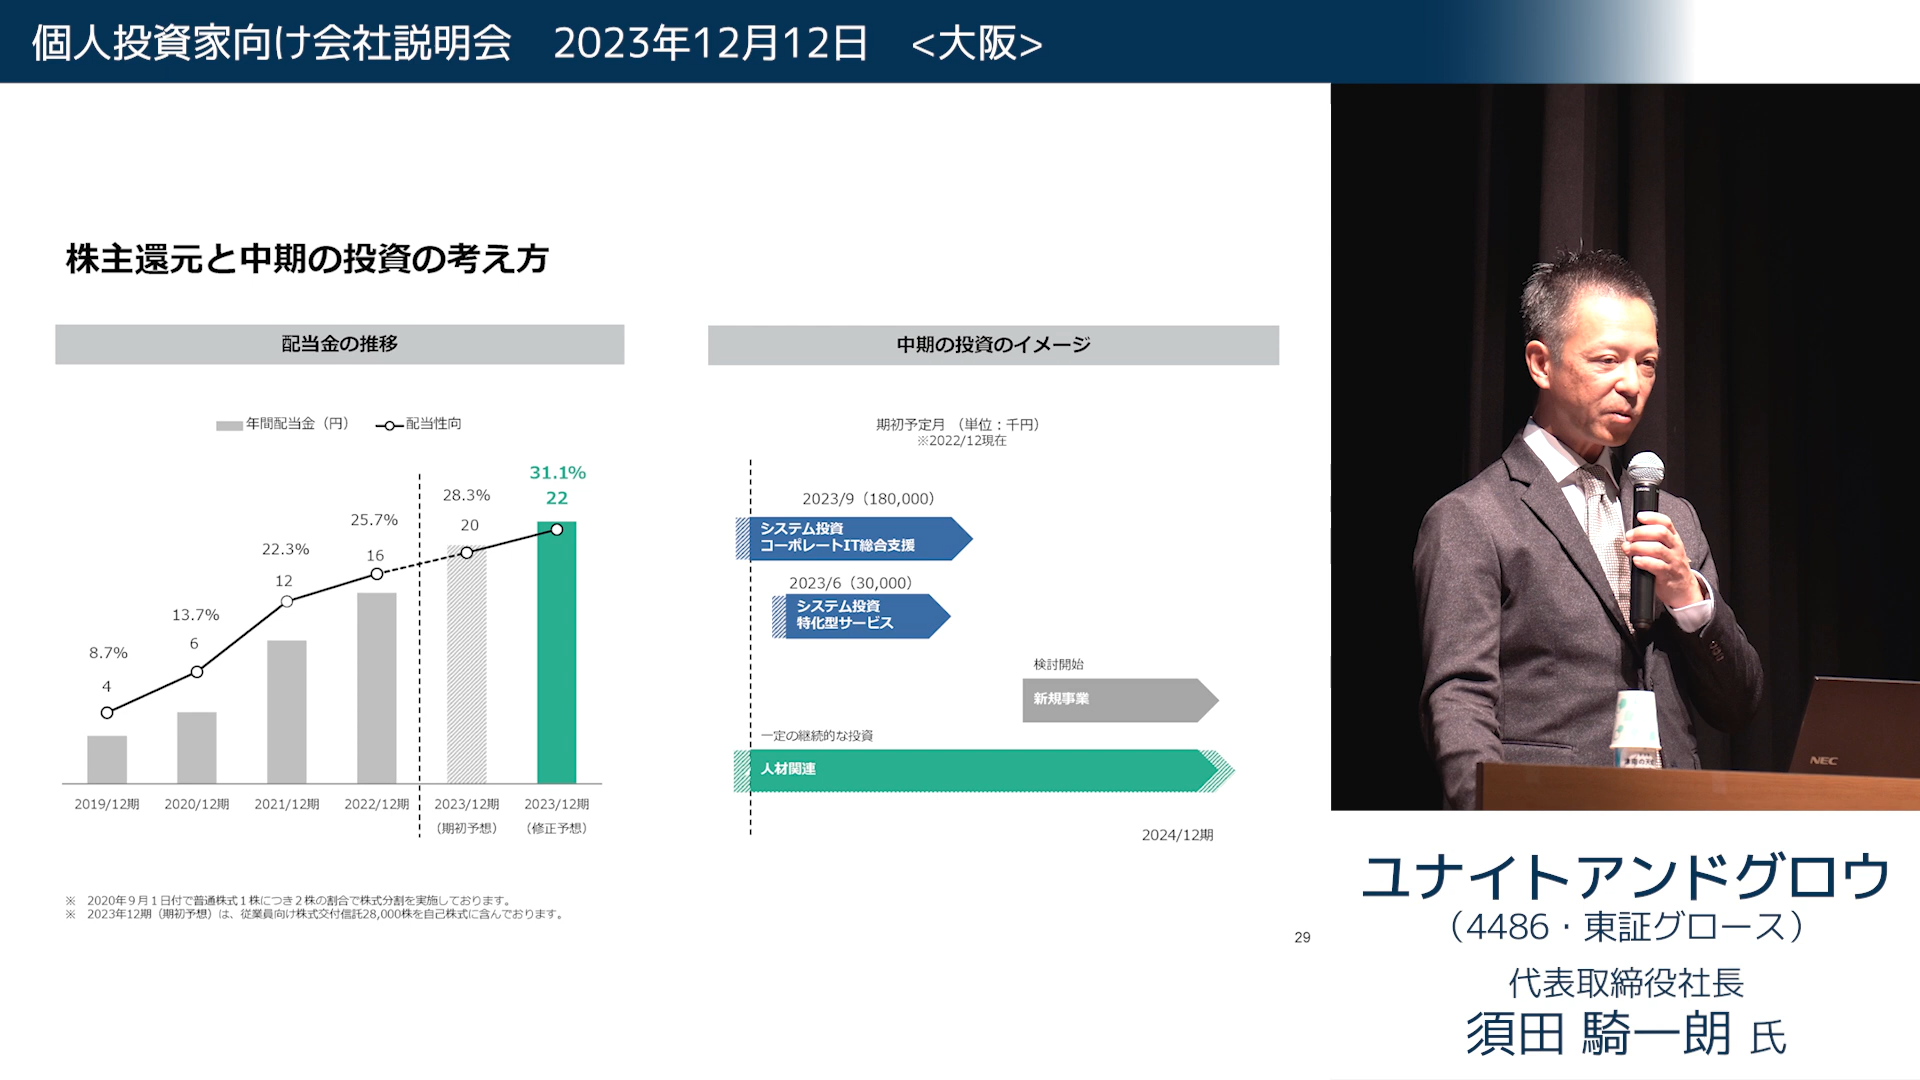 個人投資家向け会社説明会　2023年12月12日　<大阪>
株主還元と中期の投資の考え方
配当金の推移
年間配当金（円）　配当性向
31.1%
22
28.3%
20
25.7%
16
22.3%
12
13.7%
6
8.7%
4
2019/12期　2020/12期　2021/12期　2022/12期　2023/12期　2023/12期
（期初予想）　（修正予想）
※　2020年９月１日付で普通株式１株につき２株の割合で株式分割を実施しております。
※　2023年12期（期初予想）は、従業員向け株式交付信託28,000株を自己株式に含んでおります。
中期の投資のイメージ
期初予定月 （単位：千円）
※2022/12現在
2023/9（180,000）
システム投資
コーポレートIT総合支援
2023/6（30,000）
システム投資
特化型サービス
検討開始
新規事業
一定の継続的な投資
人材関連
2024/12期
29
NEC
ユナイトアンドグロウ
（4486・東証グロース）
代表取締役社長
須田 騎一朗 氏